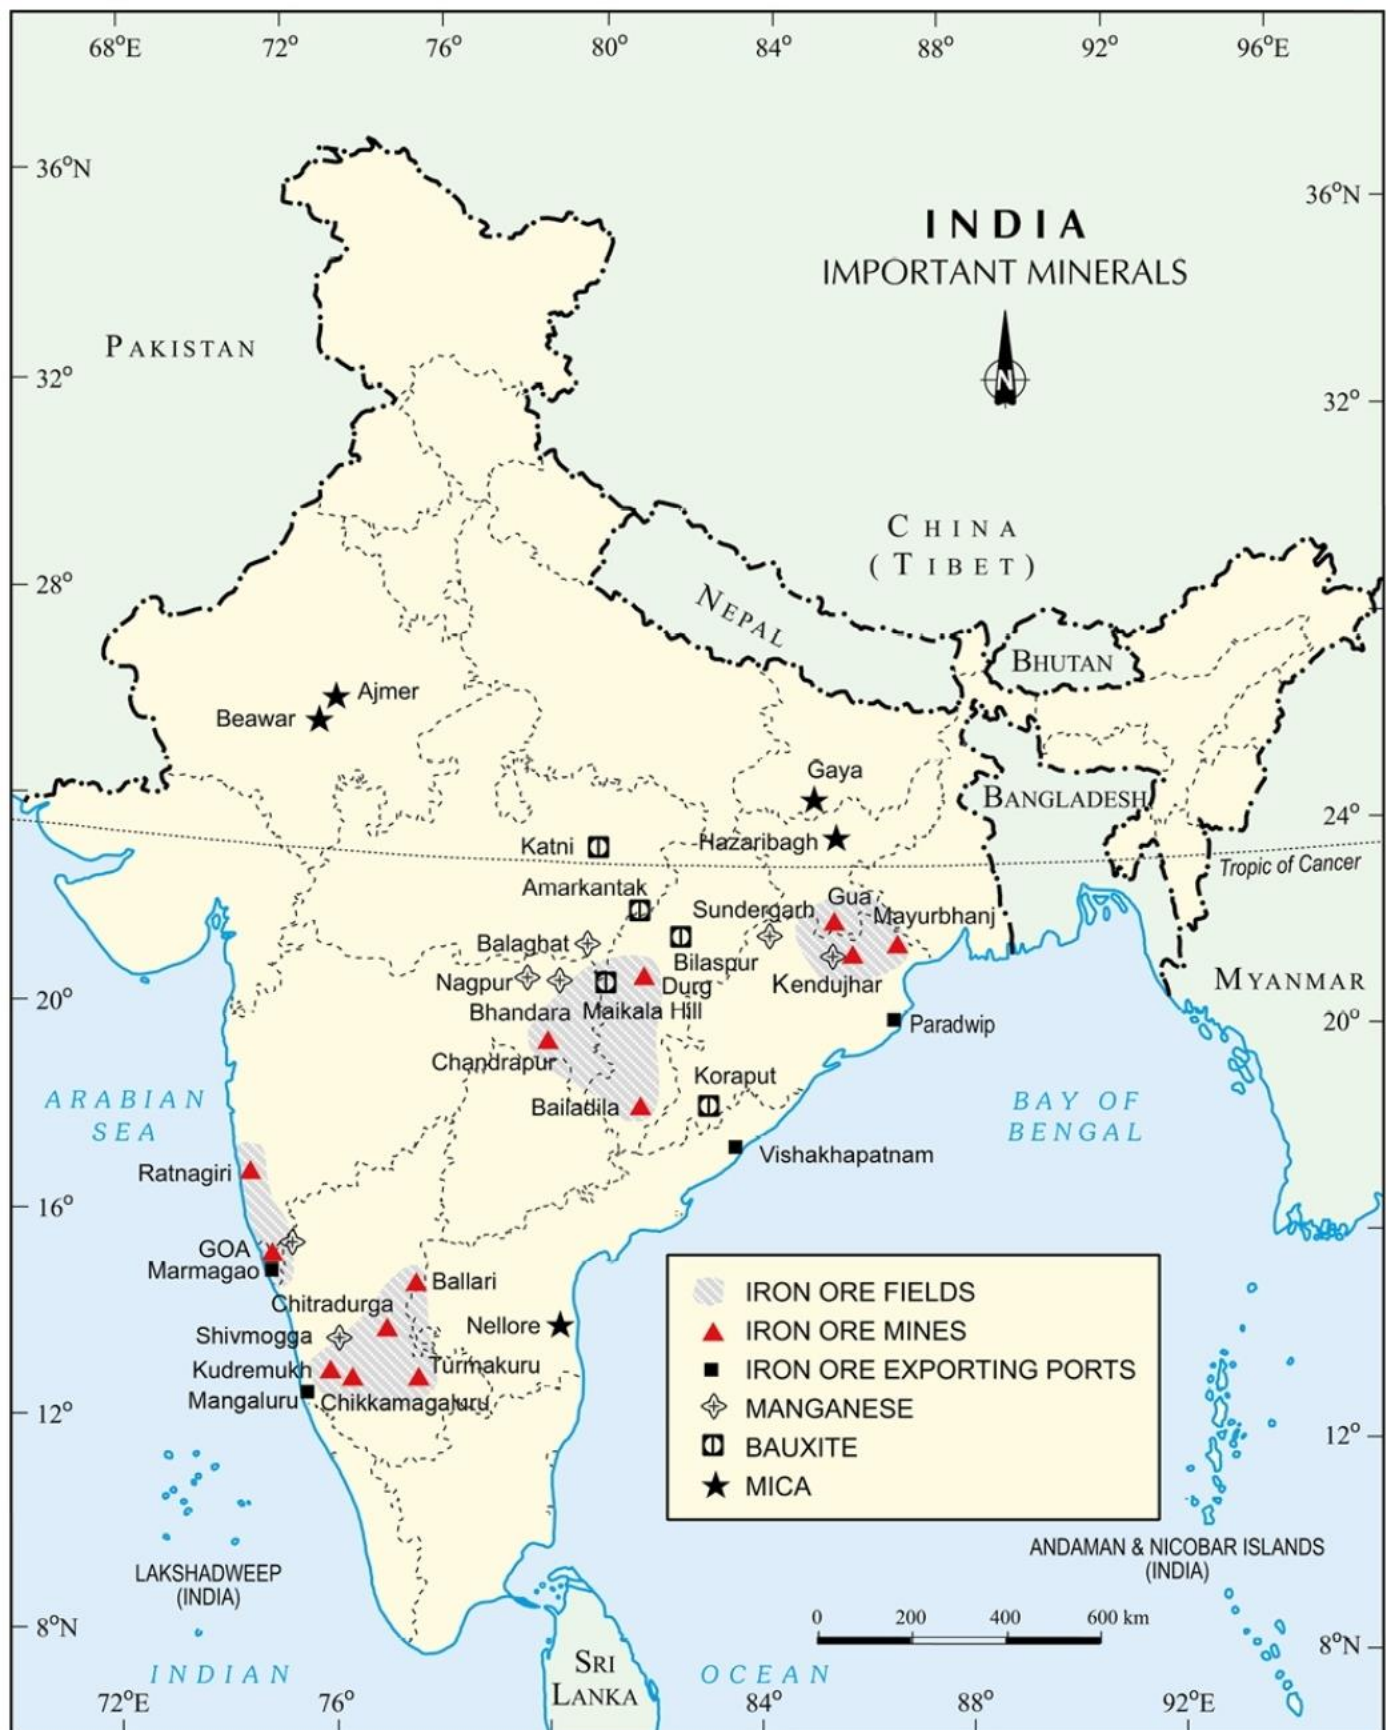 68°E 72° 76° 80° 84° 88° 92° 96°E
36°N
36°N
INDIA
IMPORTANT MINERALS
N
PAKISTAN
32°
32°
CHINA
(TIBET)
28°
NEPAL
BHUTAN
Ajmer
Beawar
Gaya
BANGLADESH
24°
Katni
Hazaribagh
Tropic of Cancer
Amarkantak
Gua
Sundergarh
Mayurbhanj
Balaghat
Bilaspur
Nagpur
Durg
Kendujhar
MYANMAR
20°
Bhandara
Maikala Hill
Paradwip
20°
Chandrapur
Koraput
ARABIAN
SEA
Bailadila
BAY OF
BENGAL
Vishakhapatnam
Ratnagiri
16°
GOA
Marmagao
Ballari
Chitradurga
Shivmogga
Nellore
Kudremukh
Turmakuru
Mangaluru
Chikkamagaluru
12°
12°
IRON ORE FIELDS
IRON ORE MINES
IRON ORE EXPORTING PORTS
MANGANESE
BAUXITE
MICA
LAKSHADWEEP
(INDIA)
ANDAMAN & NICOBAR ISLANDS
(INDIA)
0 200 400 600 km
8°N
8°N
INDIAN
OCEAN
SRI
LANKA
72°E 76° 84° 88° 92°E